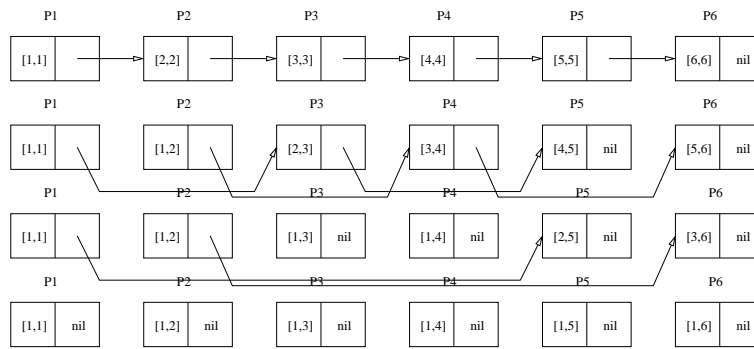 P1 P2 P3 P4 P5 P6
[1,1] [2,2] [3,3] [4,4] [5,5] [6,6] nil
P1 P2 P3 P4 P5 P6
[1,1] [1,2] [2,3] [3,4] [4,5] nil [5,6] nil
P1 P2 P3 P4 P5 P6
[1,1] [1,2] [1,3] nil [1,4] nil [2,5] nil [3,6] nil
P1 P2 P3 P4 P5 P6
[1,1] nil [1,2] nil [1,3] nil [1,4] nil [1,5] nil [1,6] nil